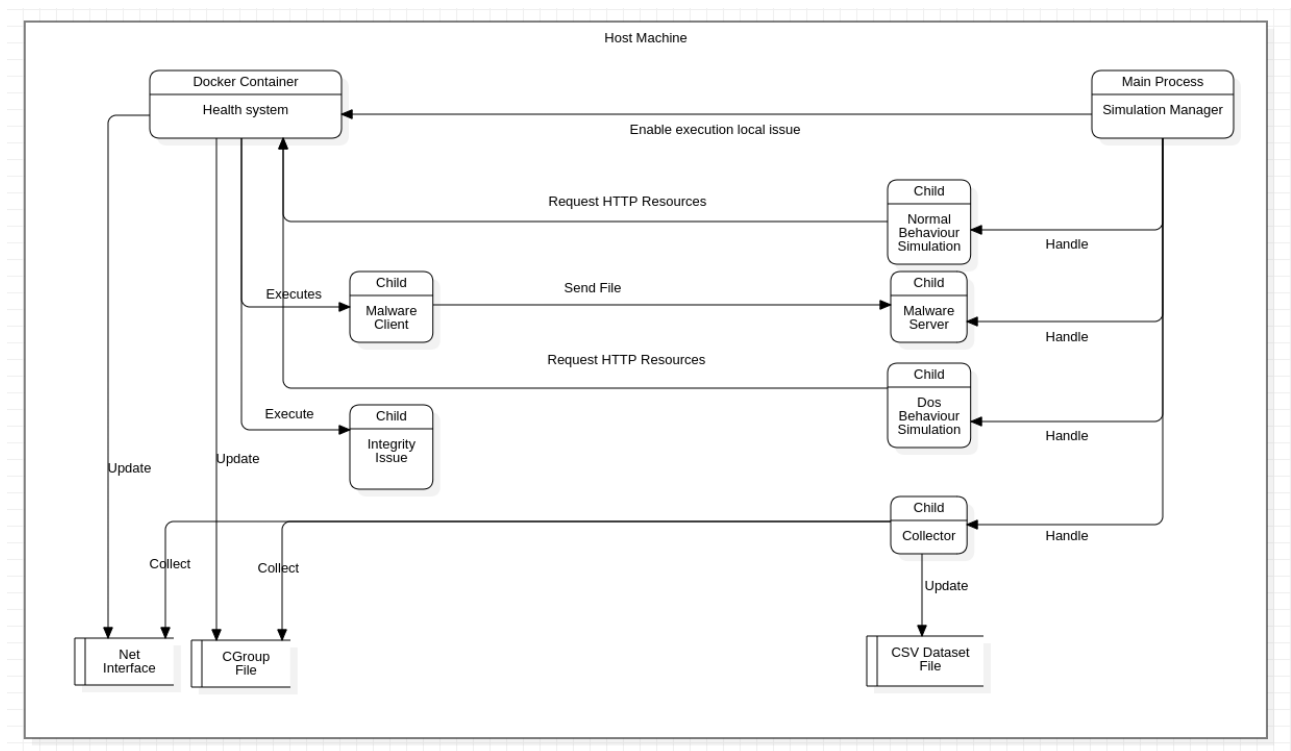 Host Machine
Docker Container
Health system
Main Process
Simulation Manager
Enable execution local issue
Child
Normal
Behaviour
Simulation
Request HTTP Resources
Handle
Child
Malware
Client
Executes
Send File
Child
Malware
Server
Handle
Request HTTP Resources
Child
Dos
Behaviour
Simulation
Handle
Child
Integrity
Issue
Execute
Update
Update
Child
Collector
Handle
Collect
Collect
Update
Net
Interface
CGroup
File
CSV Dataset
File